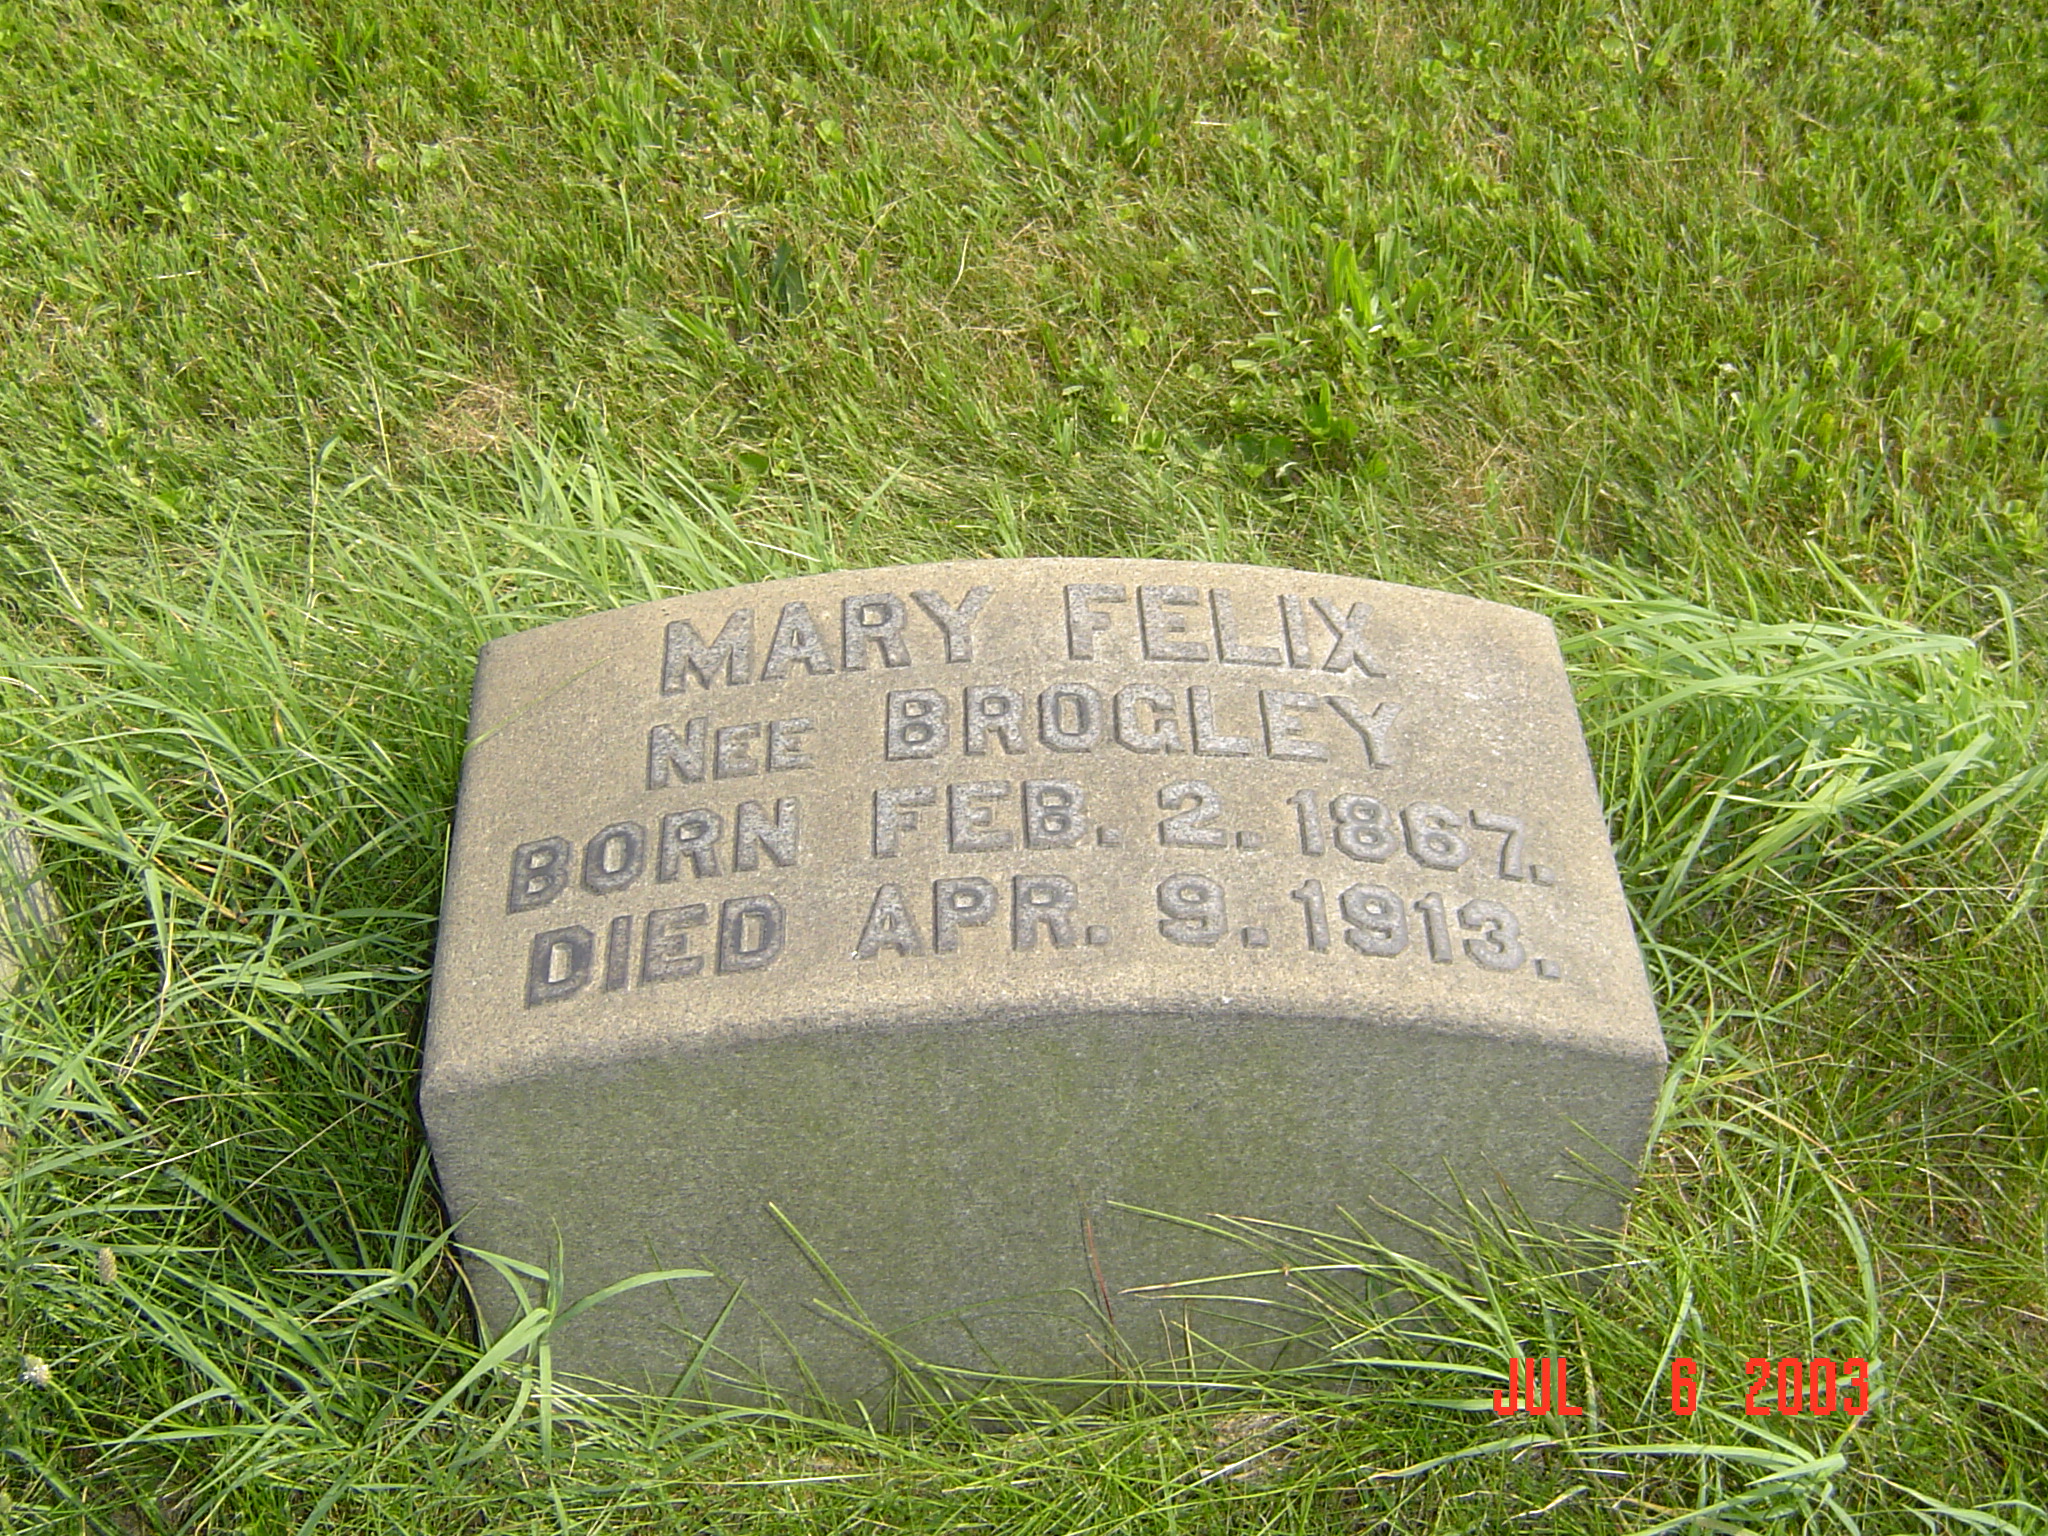 MARY FELIX
NEE BROGLEY
BORN FEB. 2. 1867.
DIED APR. 9. 1913.
JUL 6 2003